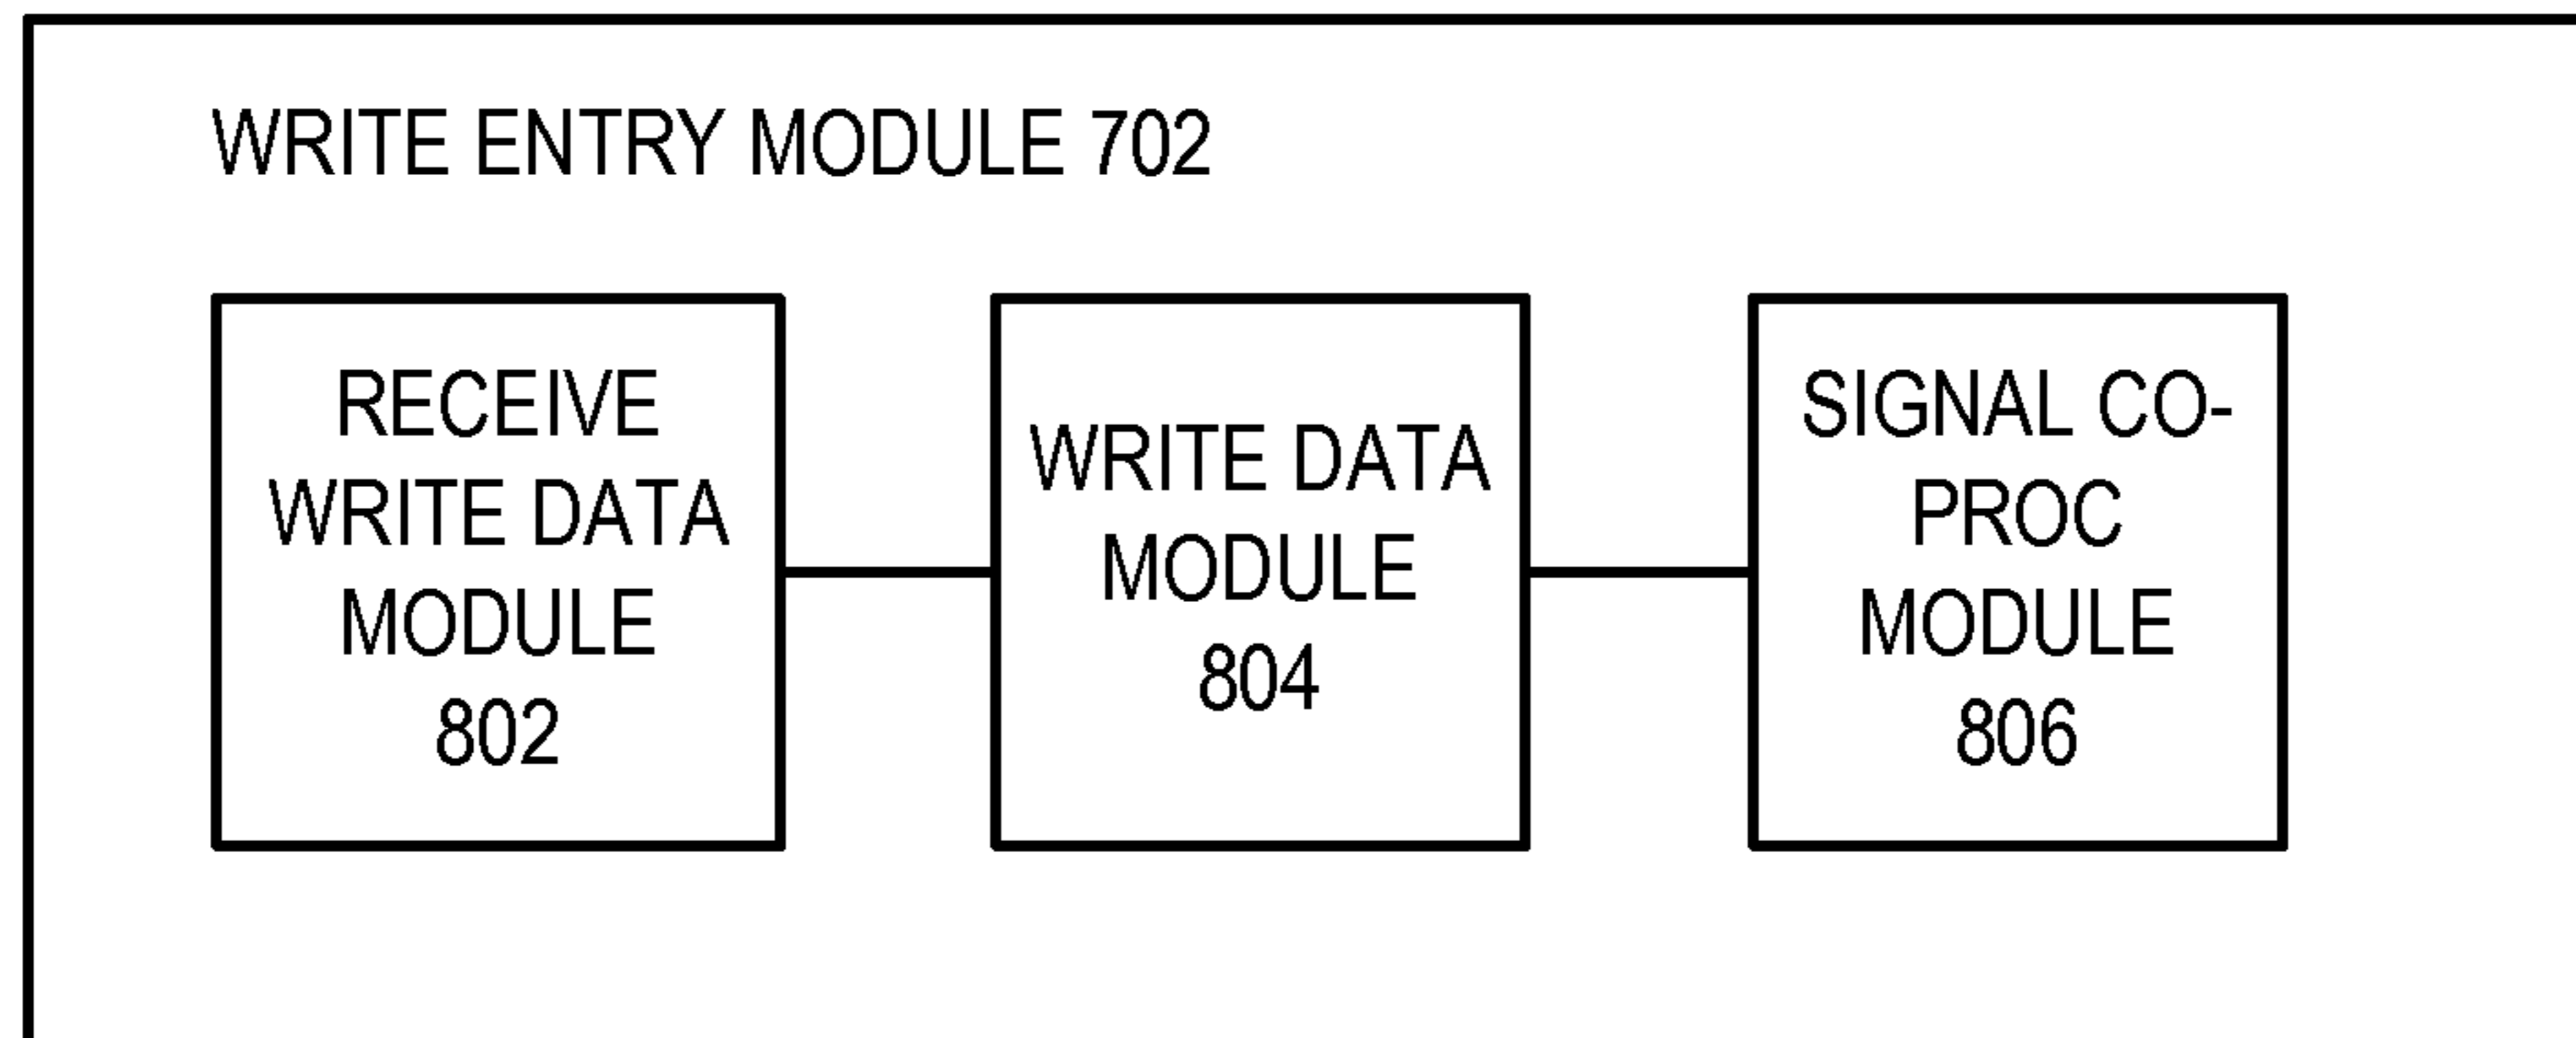 WRITE ENTRY MODULE 702
RECEIVE
WRITE DATA
MODULE
802
WRITE DATA
MODULE
804
SIGNAL CO-
PROC
MODULE
806